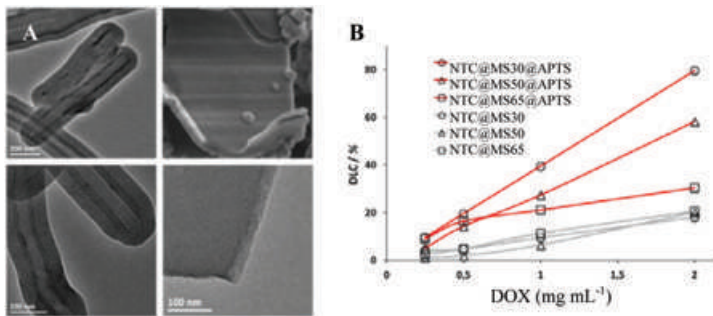 A
100 nm
B
NTC@MS30@APTS
NTC@MS50@APTS
NTC@MS65@APTS
NTC@MS30
NTC@MS50
NTC@MS65
DLC / %
80
60
40
20
0
0
0,5
1
1,5
2
DOX (mg mL⁻¹)